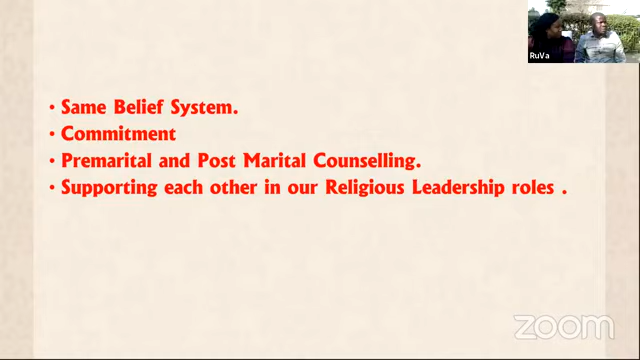 RuVa
• Same Belief System.
• Commitment
• Premarital and Post Marital Counselling.
• Supporting each other in our Religious Leadership roles .
zoom